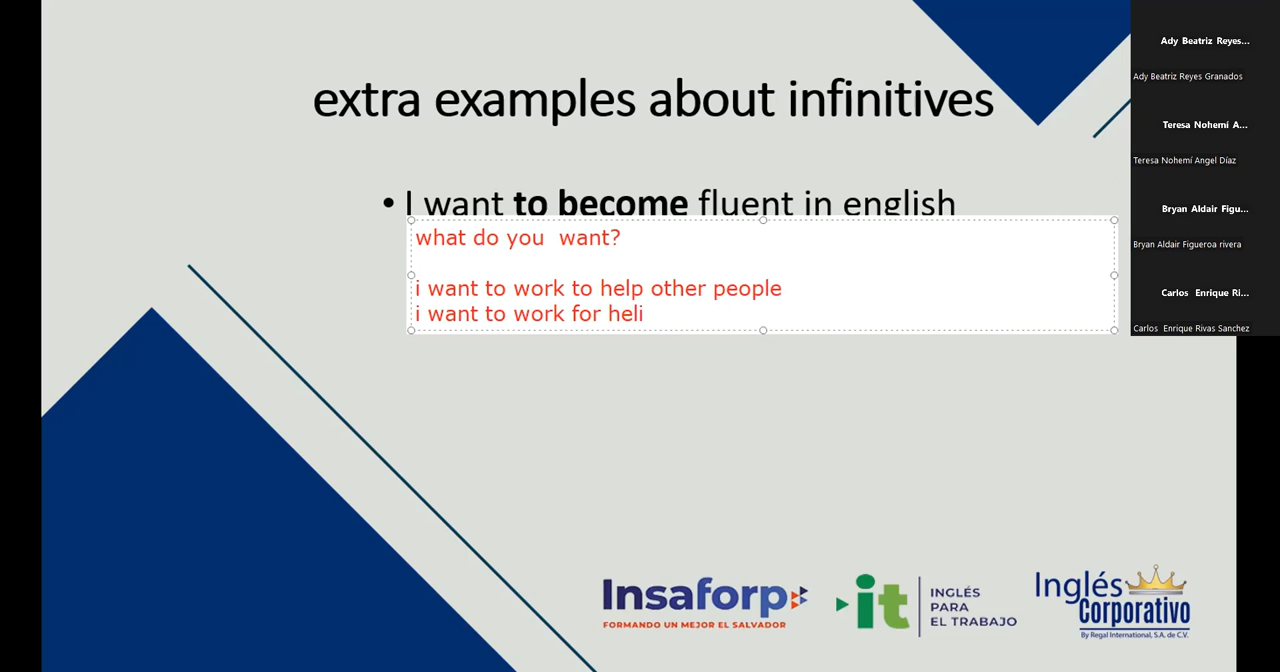 extra examples about infinitives
• I want to become fluent in english
what do you  want?
i want to work to help other people
i want to work for heli
Ady Beatriz Reyes...
Ady Beatriz Reyes Granados
Teresa Nohemí A...
Teresa Nohemí Angel Díaz
Bryan Aldair Figu...
Bryan Aldair Figueroa rivera
Carlos  Enrique Ri...
Carlos  Enrique Rivas Sanchez
Insaforp
FORMANDO UN MEJOR EL SALVADOR
it
INGLÉS
PARA
EL TRABAJO
Inglés
Corporativo
By Regal International, S.A. de C.V.